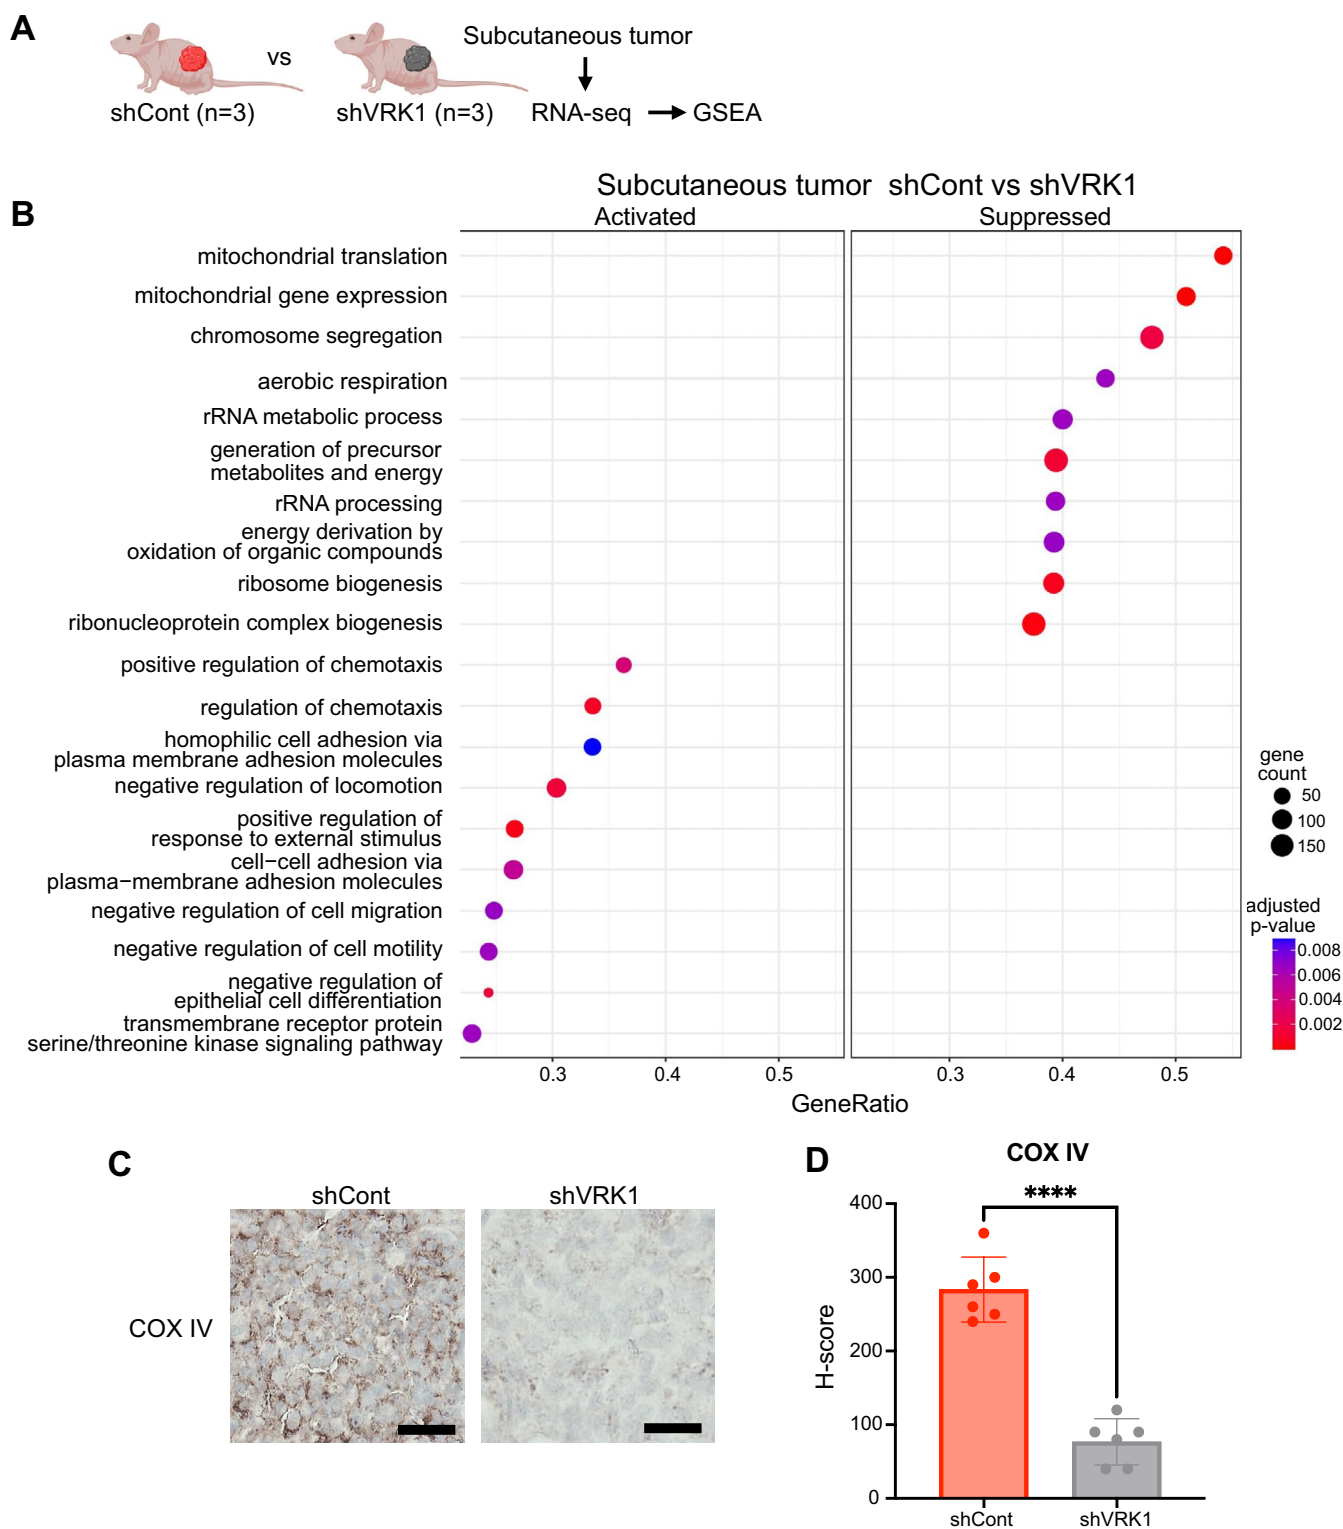 A
vs
Subcutaneous tumor
shCont (n=3)
shVRK1 (n=3)
RNA-seq
GSEA
B
Subcutaneous tumor shCont vs shVRK1
Activated
Suppressed
mitochondrial translation
mitochondrial gene expression
chromosome segregation
aerobic respiration
rRNA metabolic process
generation of precursor
metabolites and energy
rRNA processing
energy derivation by
oxidation of organic compounds
ribosome biogenesis
ribonucleoprotein complex biogenesis
positive regulation of chemotaxis
regulation of chemotaxis
homophilic cell adhesion via
plasma membrane adhesion molecules
negative regulation of locomotion
positive regulation of
response to external stimulus
cell−cell adhesion via
plasma−membrane adhesion molecules
negative regulation of cell migration
negative regulation of cell motility
negative regulation of
epithelial cell differentiation
transmembrane receptor protein
serine/threonine kinase signaling pathway
0.3
0.4
0.5
0.3
0.4
0.5
GeneRatio
gene
count
50
100
150
adjusted
p-value
0.008
0.006
0.004
0.002
C
shCont
shVRK1
COX IV
D
COX IV
****
H-score
400
300
200
100
0
shCont
shVRK1